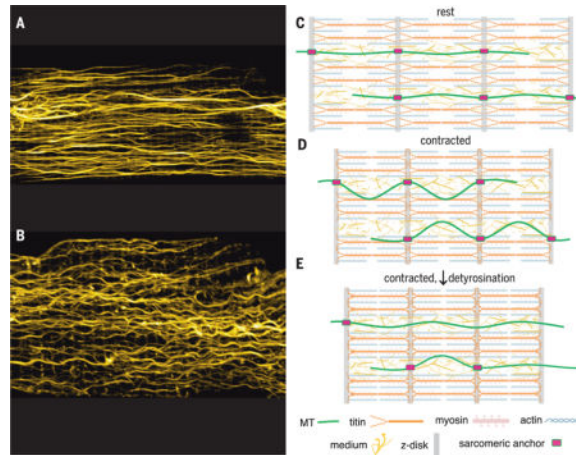 A
B
C
rest
D
contracted
E
contracted, ↓ detyrosination
MT titin myosin actin
medium z-disk sarcomeric anchor